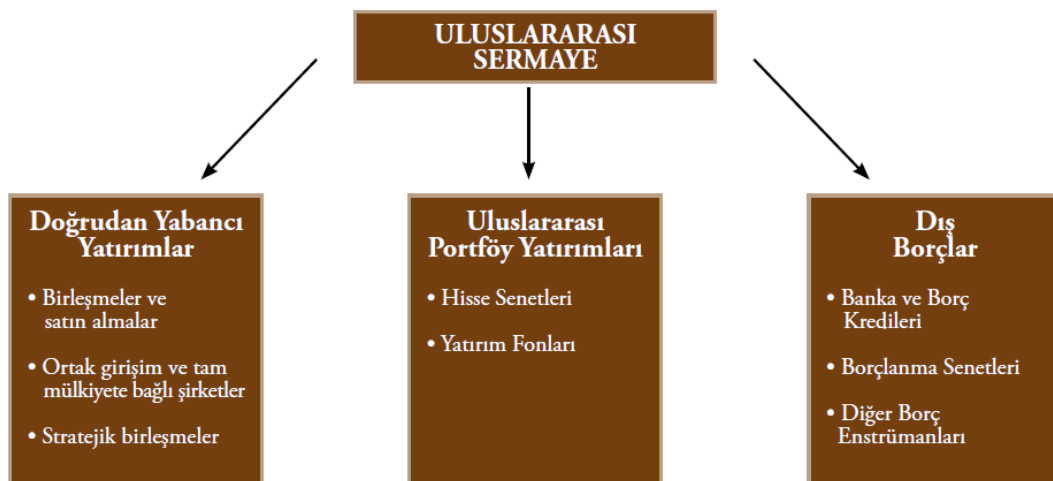 ULUSLARARASI
SERMAYE
Doğrudan Yabancı
Yatırımlar
• Birleşmeler ve
satın almalar
• Ortak girişim ve tam
mülkiyete bağlı şirketler
• Stratejik birleşmeler
Uluslararası
Portföy Yatırımları
• Hisse Senetleri
• Yatırım Fonları
Dış
Borçlar
• Banka ve Borç
Kredileri
• Borçlanma Senetleri
• Diğer Borç
Enstrümanları